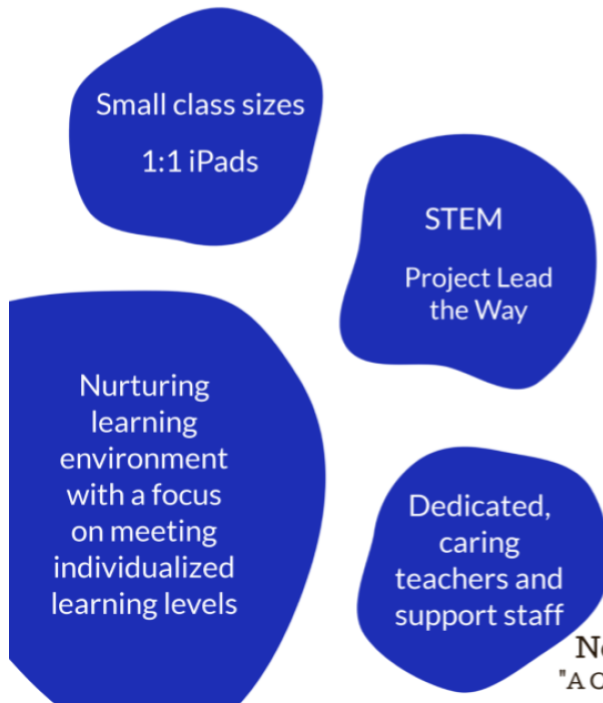 Small class sizes
1:1 iPads
STEM
Project Lead
the Way
Nurturing
learning
environment
with a focus
on meeting
individualized
learning levels
Dedicated,
caring
teachers and
support staff
"A